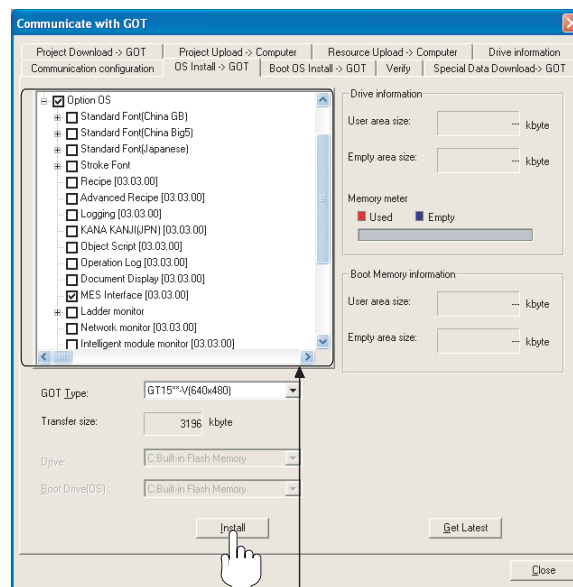 Communicate with GOT
Project Download -> GOT
Project Upload -> Computer
Resource Upload -> Computer
Drive information
Communication configuration
OS Install -> GOT
Boot OS Install -> GOT
Verify
Special Data Download-> GOT
Option OS
Standard Font(China GB)
Standard Font(China Big5)
Standard Font(Japanese)
Stroke Font
Recipe [03.03.00]
Advanced Recipe [03.03.00]
Logging [03.03.00]
KANA KANJI(JPN) [03.03.00]
Object Script [03.03.00]
Operation Log [03.03.00]
Document Display [03.03.00]
MES Interface [03.03.00]
Ladder monitor
Network monitor [03.03.00]
Intelligent module monitor [03.03.00]
Drive information
User area size: --- kbyte
Empty area size: --- kbyte
Memory meter
Used Empty
Boot Memory information
User area size: --- kbyte
Empty area size: --- kbyte
GOT Type: GT15**-V(640x480)
Transfer size: 3196 kbyte
Drive: C:Built-in Flash Memory
Boot Drive(OS) : C:Built-in Flash Memory
Install
Get Latest
Close